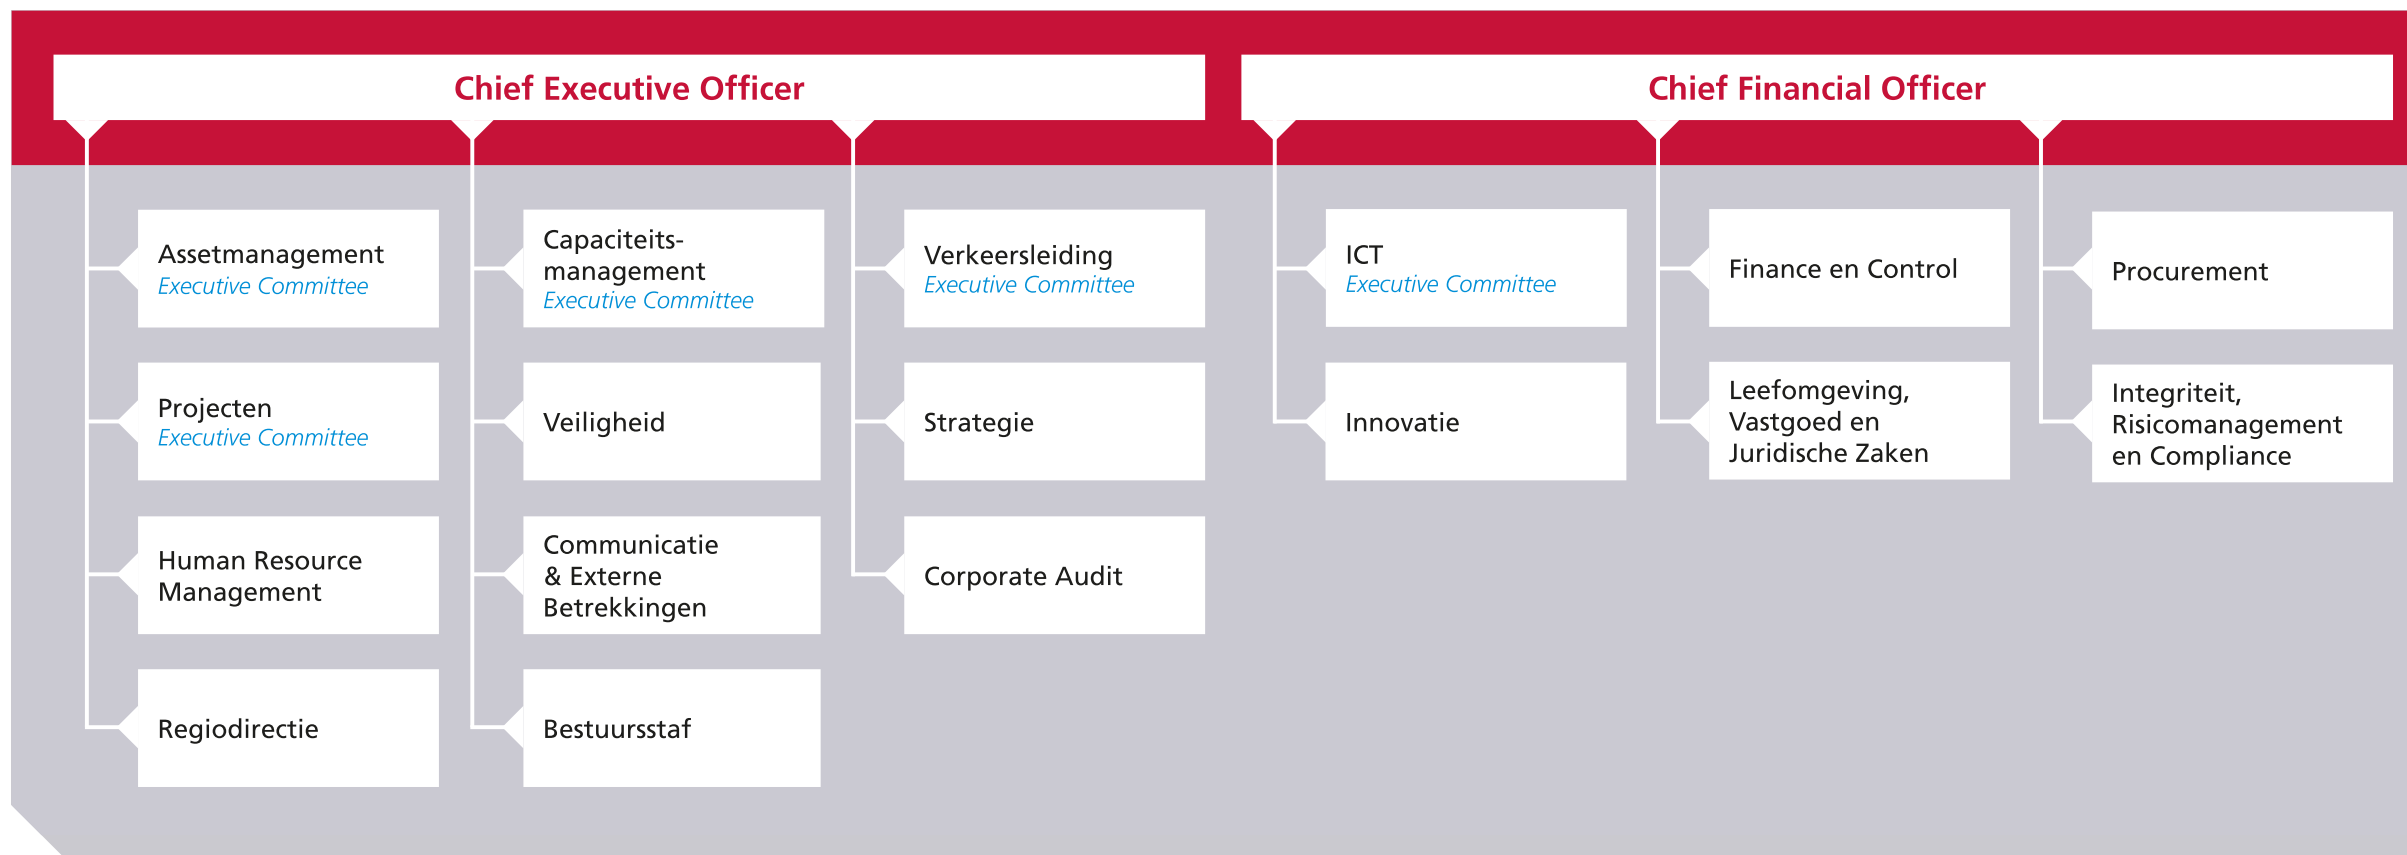 Chief Executive Officer
Chief Financial Officer
Assetmanagement
Executive Committee
Projecten
Executive Committee
Human Resource
Management
Regiodirectie
Capaciteits-
management
Executive Committee
Veiligheid
Communicatie
& Externe
Betrekkingen
Bestuursstaf
Verkeersleiding
Executive Committee
Strategie
Corporate Audit
ICT
Executive Committee
Innovatie
Finance en Control
Leefomgeving,
Vastgoed en
Juridische Zaken
Procurement
Integriteit,
Risicomanagement
en Compliance